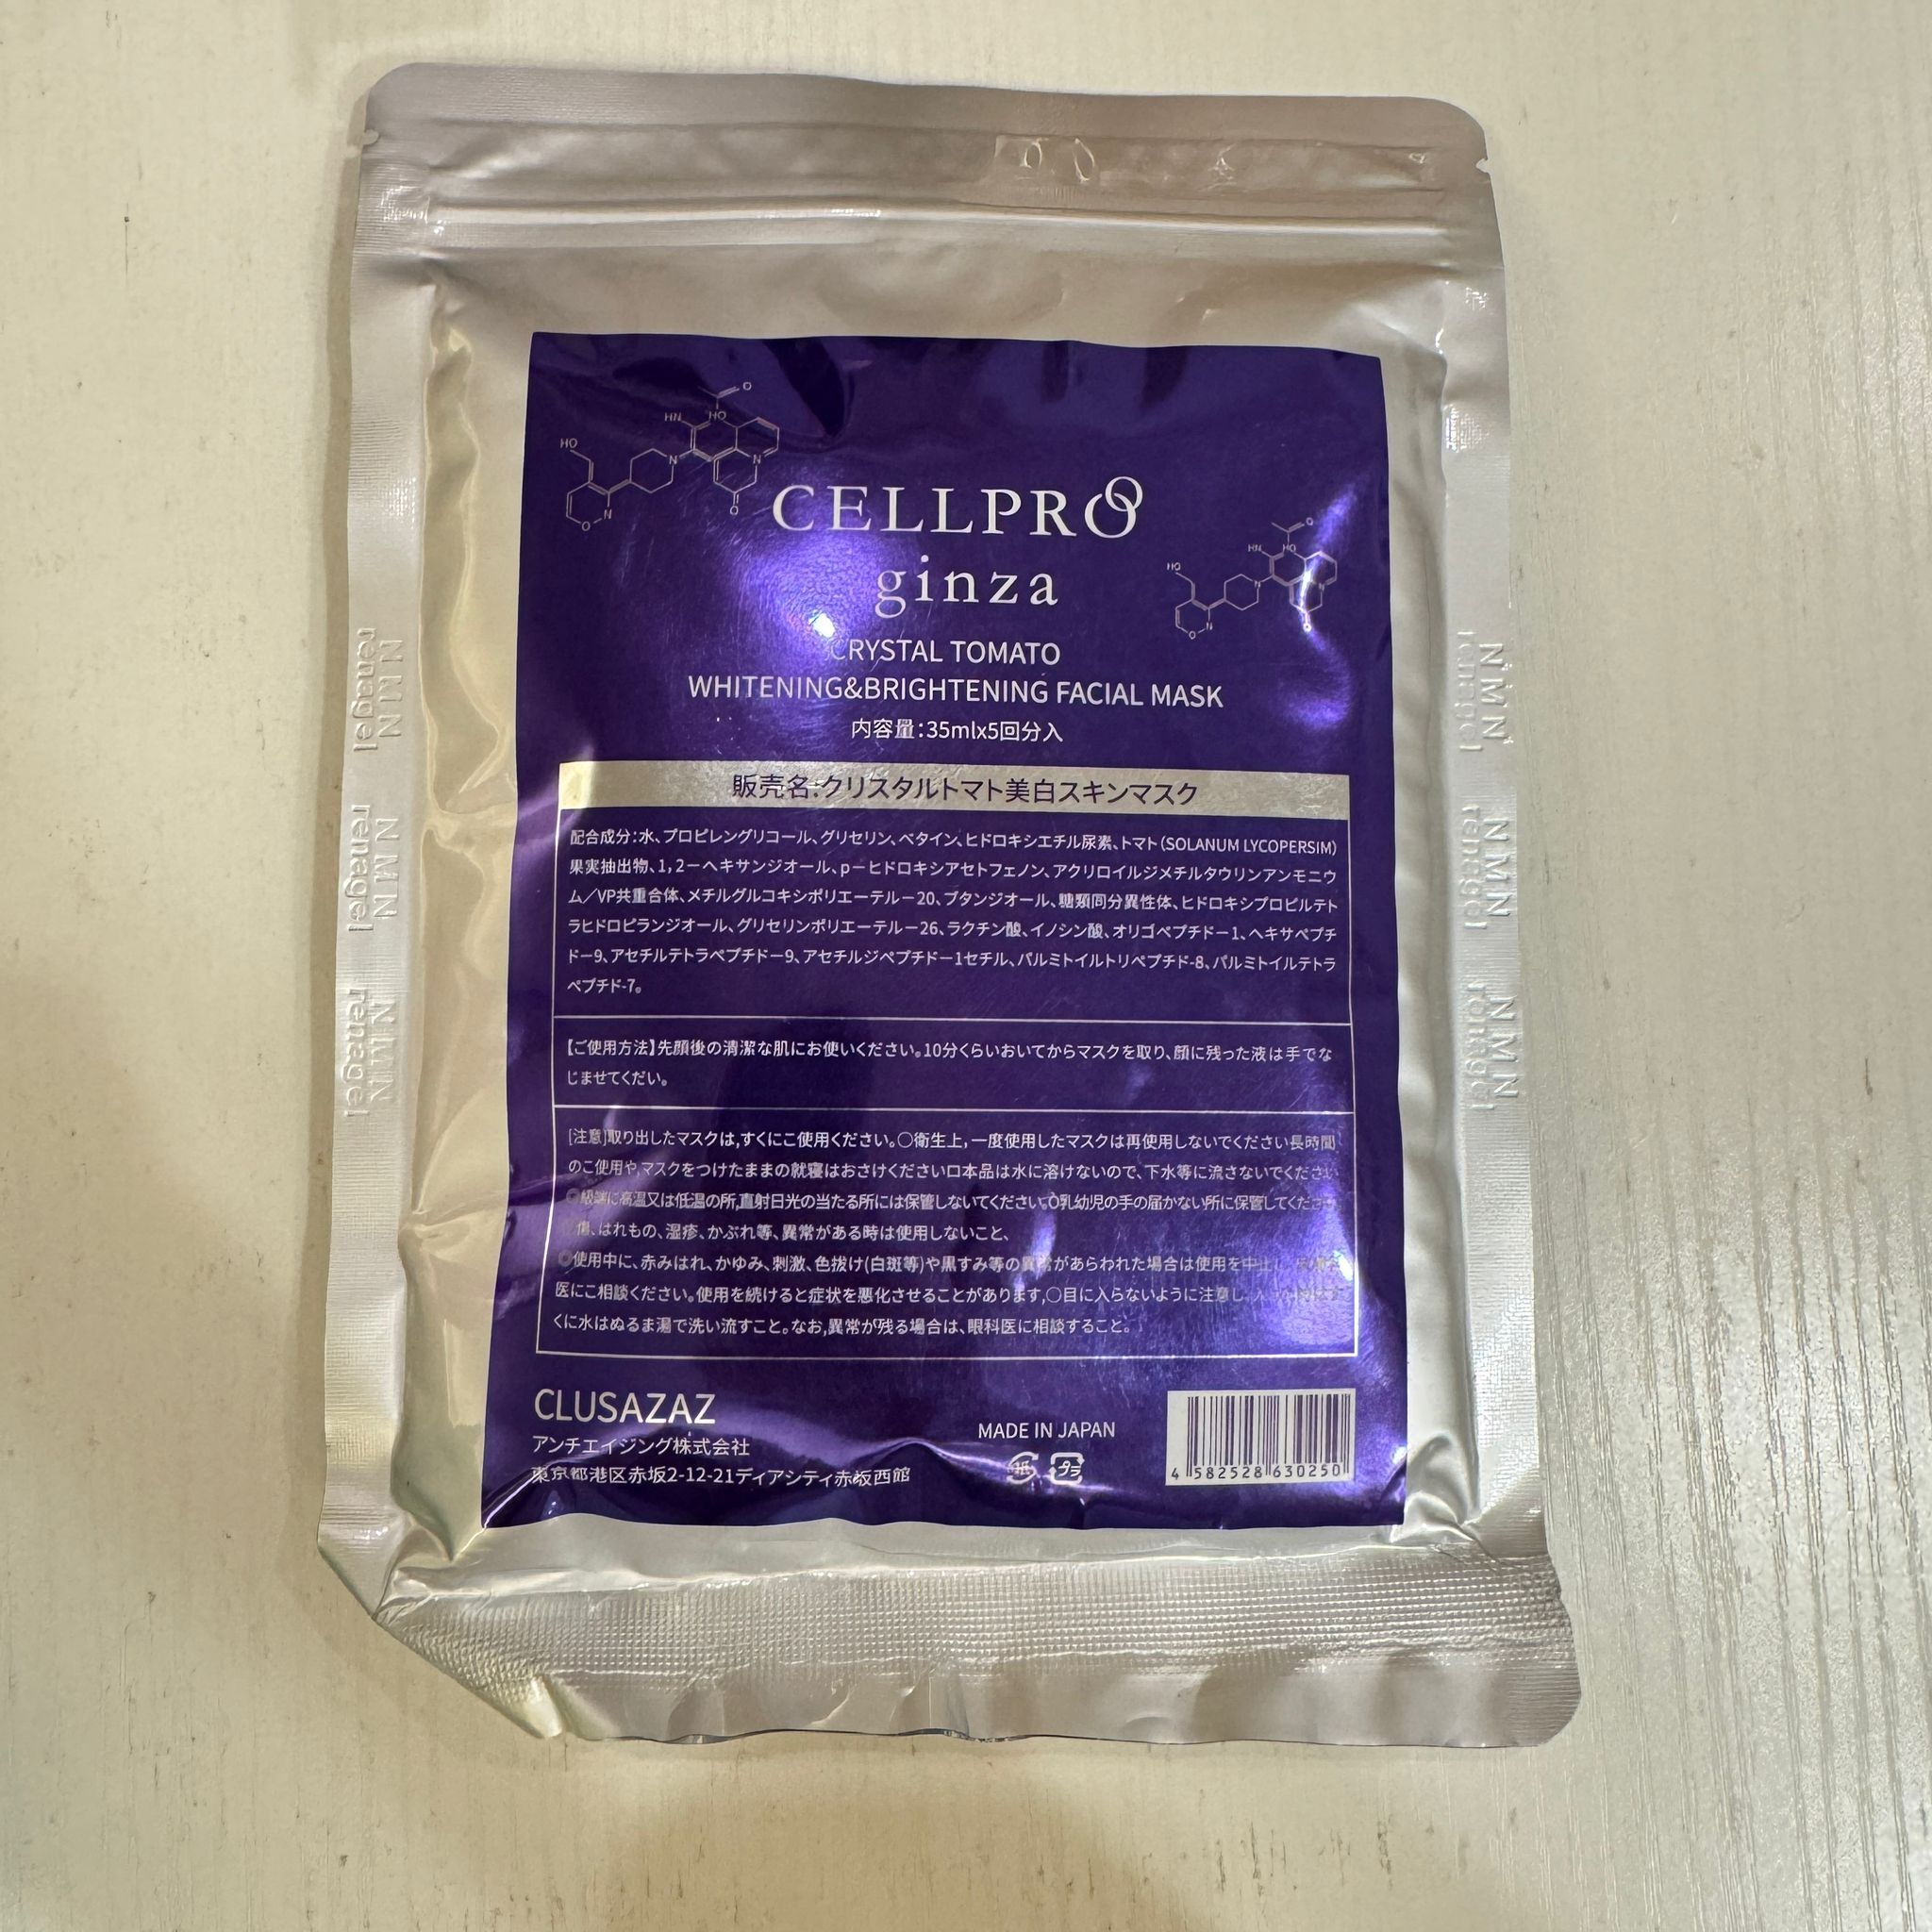 CELLPRO
ginza
CRYSTAL TOMATO
WHITENING&BRIGHTENING FACIAL MASK
内容量:35mlx5回分入
販売名:クリスタルトマト美白スキンマスク
配合成分:水、プロピレングリコール、グリセリン、ベタイン、ヒドロキシエチル尿素、トマト(SOLANUM LYCOPERSIM)
果実抽出物、1,2ーヘキサンジオール、pーヒドロキシアセトフェノン、アクリロイルジメチルタウリンアンモニウ
ム/VP共重合体、メチルグルコキシポリエーテルー20、ブタンジオール、糖類同分異性体、ヒドロキシプロピルテト
ラヒドロピランジオール、グリセリンポリエーテルー26、ラクチン酸、イノシン酸、オリゴペプチドー1、ヘキサペプチ
ドー9、アセチルテトラペプチドー9、アセチルジペプチドー1セチル、パルミトイルトリペプチド-8、パルミトイルテトラ
ペプチド-7。
【ご使用方法】先顔後の清潔な肌にお使いください。10分くらいおいてからマスクを取り、顔に残った液は手でな
じませてくだい。
[注意]取り出したマスクは,すくにこ使用ください。○衛生上,一度使用したマスクは再使用しないでください長時間
のこ使用や,マスクをつけたままの就寝はおさけください口本品は水に溶けないので、下水等に流さないでください
高温又は低温の所,直射日光の当たる所には保管しないてください。O乳幼児の手の届かない所に保管してくださ
傷、はれもの、湿疹、かぶれ等、異常がある時は使用しないこと、
使用中に、赤みはれ、かゆみ、刺激、色抜け(白斑等)や黒すみ等の異常があらわれた場合は使用を中止
医にこ相談ください。使用を続けると症状を悪化させることがあります,○目に入らないように注意し
くに水はぬるま湯で洗い流すこと。なお,異常が残る場合は、眼科医に相談すること。
CLUSAZAZ
アンチエイジング株式会社
東京都港区赤坂2-12-21ディアシティ赤坂西館
MADE IN JAPAN
紙 プラ
4 582528 630250
NMN
renagel
NMN
renagel
NMN
renagel
NMN
renagel
NMN
renagel
NMN
renagel